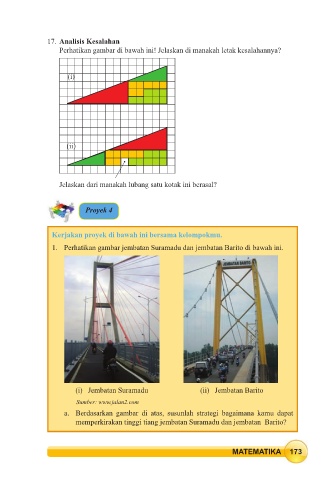 17. Analisis Kesalahan
Perhatikan gambar di bawah ini! Jelaskan di manakah letak kesalahannya?
(i)
(ii)
?
Jelaskan dari manakah lubang satu kotak ini berasal?
Proyek 4
Kerjakan proyek di bawah ini bersama kelompokmu.
1. Perhatikan gambar jembatan Suramadu dan jembatan Barito di bawah ini.
JEMBATAN BARITO
(i) Jembatan Suramadu
(ii) Jembatan Barito
Sumber: www.jalan2.com
a. Berdasarkan gambar di atas, susunlah strategi bagaimana kamu dapat
memperkirakan tinggi tiang jembatan Suramadu dan jembatan Barito?
MATEMATIKA 173